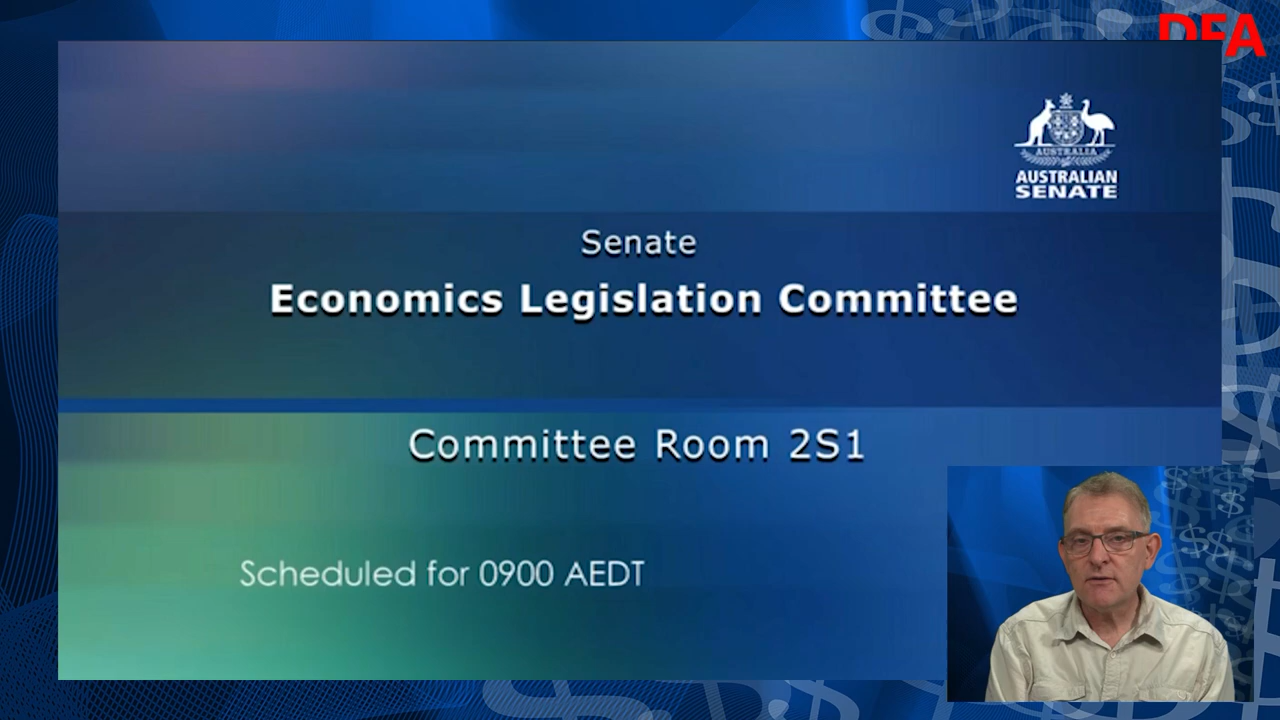 DFA
AUSTRALIA
AUSTRALIAN
SENATE
Senate
Economics Legislation Committee
Committee Room 2S1
Scheduled for 0900 AEDT